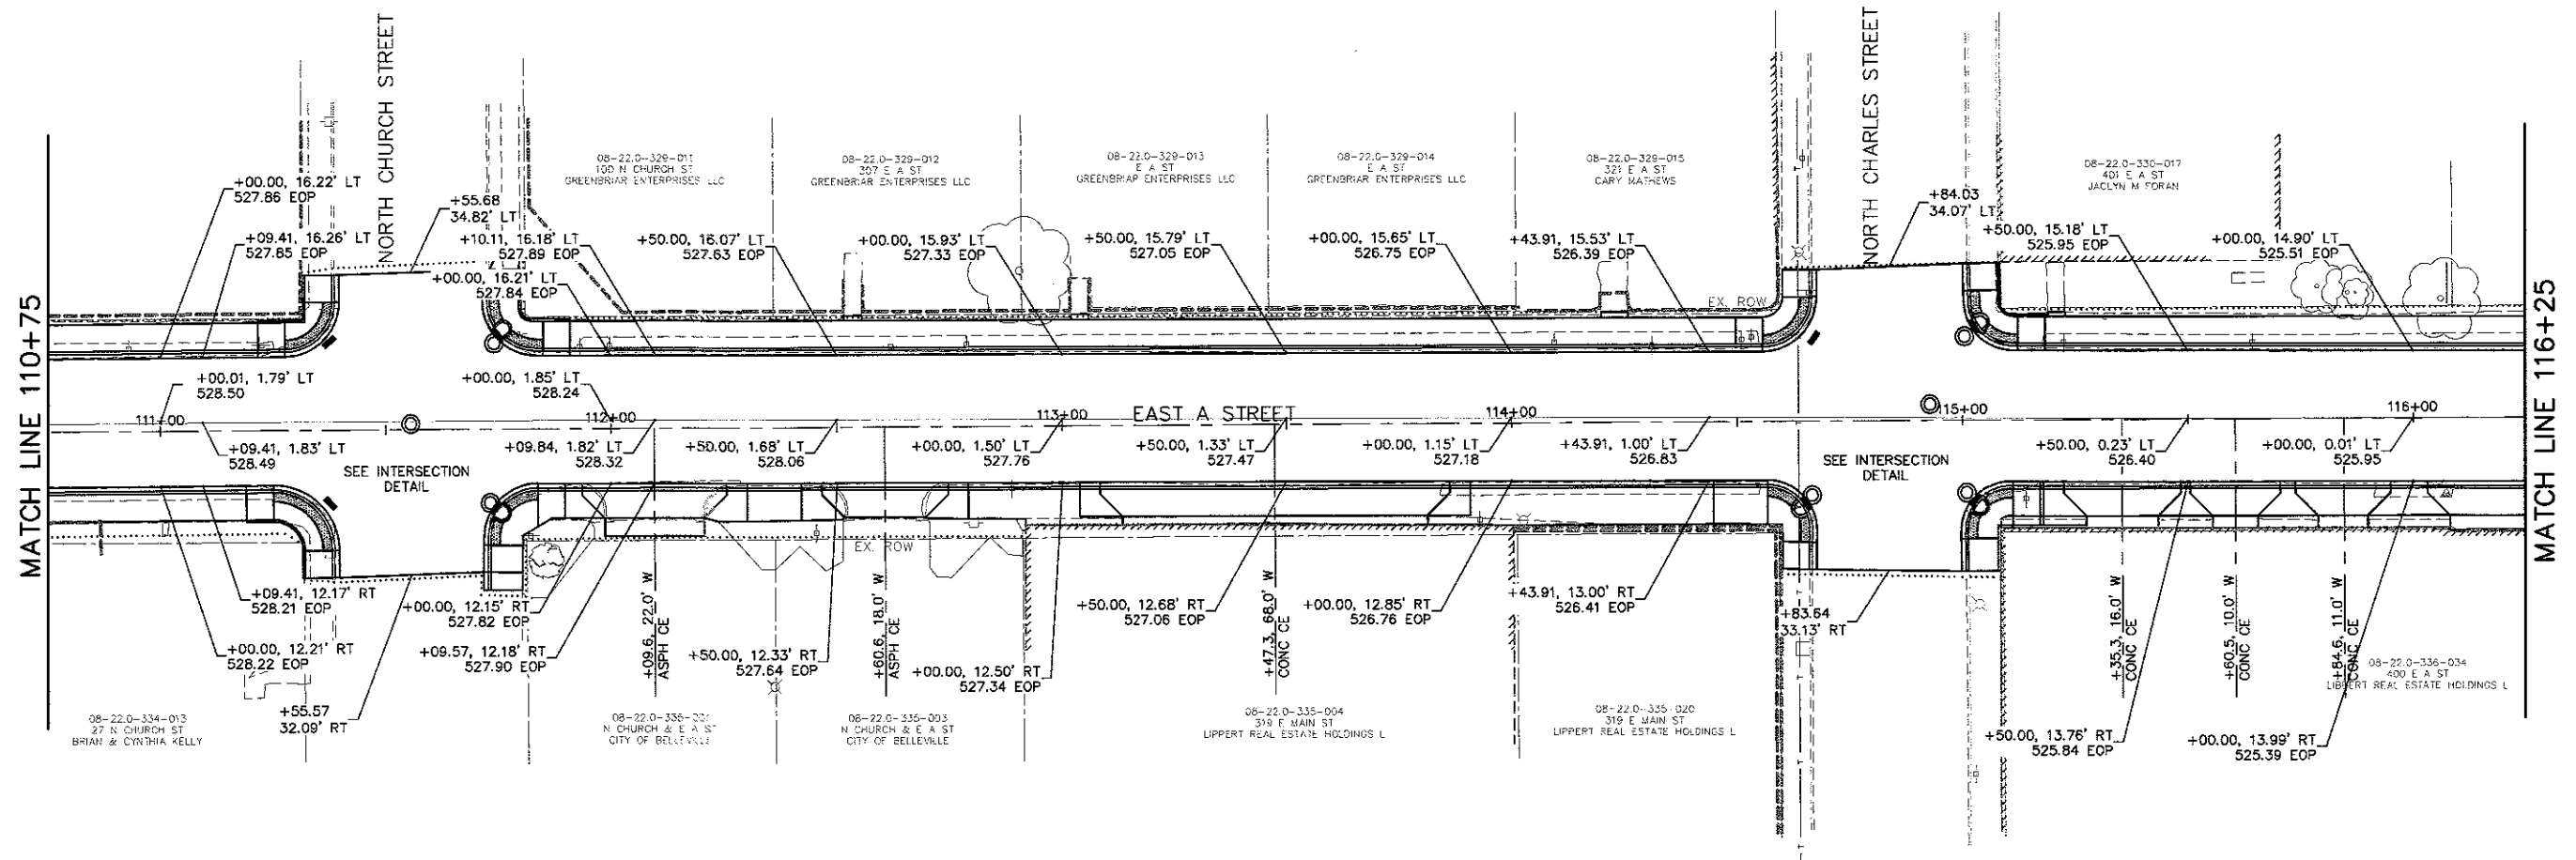 MATCH LINE 110+75
NORTH CHURCH STREET
NORTH CHARLES STREET
MATCH LINE 116+25
08-22.0-329-011
100 N CHURCH ST
GREENBRIAR ENTERPRISES LLC
08-22.0-329-012
307 E A ST
GREENBRIAR ENTERPRISES LLC
08-22.0-329-013
E A ST
GREENBRIAR ENTERPRISES LLC
08-22.0-329-014
E A ST
GREENBRIAR ENTERPRISES LLC
08-22.0-329-015
321 E A ST
CARY MATHEWS
08-22.0-330-017
401 E A ST
JACLYN M FORAN
+00.00, 16.22' LT
527.86 EOP
+09.41, 16.26' LT
527.85 EOP
+55.68
34.82' LT
+10.11, 16.18' LT
527.89 EOP
+00.00, 16.21' LT
527.84 EOP
+50.00, 16.07' LT
527.63 EOP
+00.00, 15.93' LT
527.33 EOP
+50.00, 15.79' LT
527.05 EOP
+00.00, 15.65' LT
526.75 EOP
+43.91, 15.53' LT
526.39 EOP
+84.03
34.07' LT
+50.00, 15.18' LT
525.95 EOP
+00.00, 14.90' LT
525.51 EOP
EX. ROW
+00.01, 1.79' LT
528.50
+00.00, 1.85' LT
528.24
111+00
112+00
113+00
EAST A STREET
114+00
115+00
116+00
+09.41, 1.83' LT
528.49
SEE INTERSECTION
DETAIL
+09.84, 1.82' LT
528.32
+50.00, 1.68' LT
528.06
+00.00, 1.50' LT
527.76
+50.00, 1.33' LT
527.47
+00.00, 1.15' LT
527.18
+43.91, 1.00' LT
526.83
SEE INTERSECTION
DETAIL
+50.00, 0.23' LT
526.40
+00.00, 0.01' LT
525.95
EX. ROW
+09.41, 12.17' RT
528.21 EOP
+00.00, 12.21' RT
528.22 EOP
+55.57
32.09' RT
+00.00, 12.15' RT
527.82 EOP
+09.57, 12.18' RT
527.90 EOP
+09.6, 22.0' W
ASPH CE
+50.00, 12.33' RT
527.64 EOP
+60.6, 18.0' W
ASPH CE
+00.00, 12.50' RT
527.34 EOP
+50.00, 12.68' RT
527.06 EOP
+47.3, 68.0' W
CONC CE
+00.00, 12.85' RT
526.76 EOP
+43.91, 13.00' RT
526.41 EOP
+83.64
33.13' RT
+35.3, 16.0' W
CONC CE
+60.5, 10.0' W
CONC CE
+84.6, 11.0' W
CONC CE
+50.00, 13.76' RT
525.84 EOP
+00.00, 13.99' RT
525.39 EOP
08-22.0-334-013
27 N CHURCH ST
BRIAN & CYNTHIA KELLY
N CHURCH & E A ST
CITY OF BELLEVILLE
08-22.0-335-003
N CHURCH & E A ST
CITY OF BELLEVILLE
08-22.0-335-004
319 E MAIN ST
LIPPERT REAL ESTATE HOLDINGS L
08-22.0-335-020
319 E MAIN ST
LIPPERT REAL ESTATE HOLDINGS L
08-22.0-336-034
400 E A ST
LIPPERT REAL ESTATE HOLDINGS L